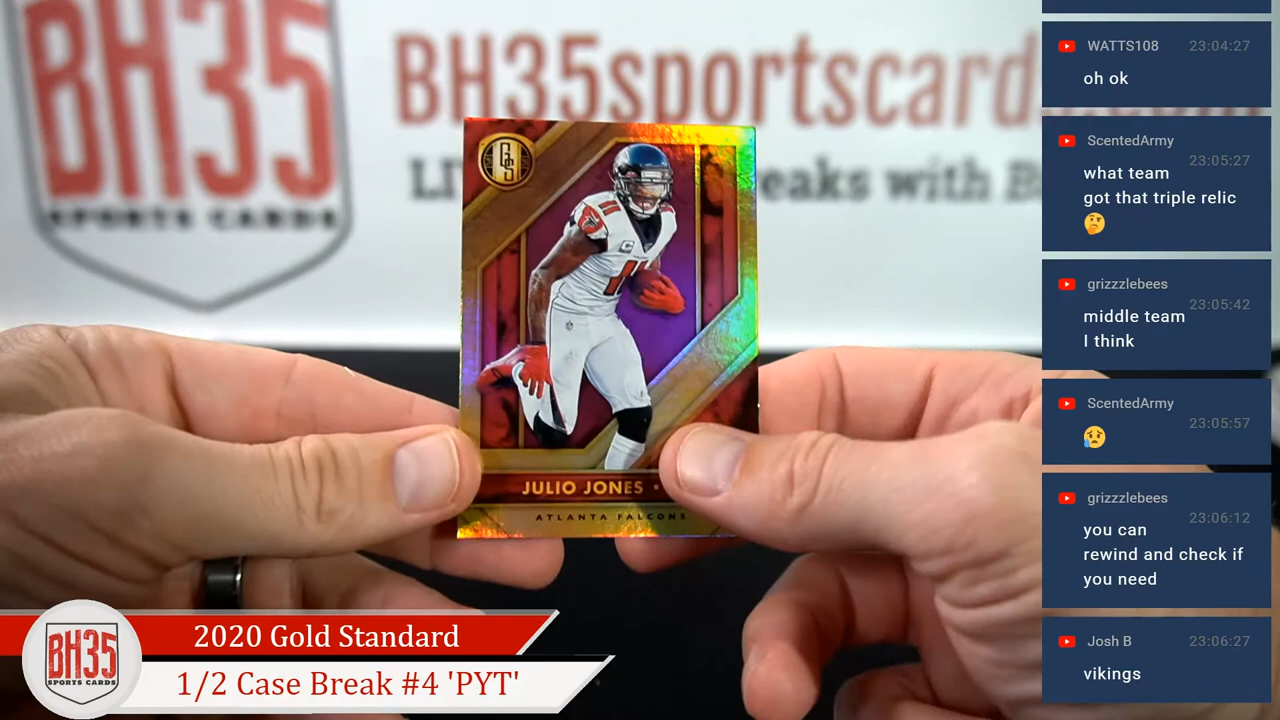 BH35
SPORTS CARDS
BH35sportscard
GS
11
C
11
JULIO JONES •
ATLANTA FALCONS
WATTS108 23:04:27
oh ok
ScentedArmy 23:05:27
what team
got that triple relic
🤔
grizzzlebees 23:05:42
middle team
I think
ScentedArmy 23:05:57
😥
grizzzlebees 23:06:12
you can
rewind and check if
you need
Josh B 23:06:27
vikings
BH35
SPORTS CARDS
2020 Gold Standard
1/2 Case Break #4 'PYT'